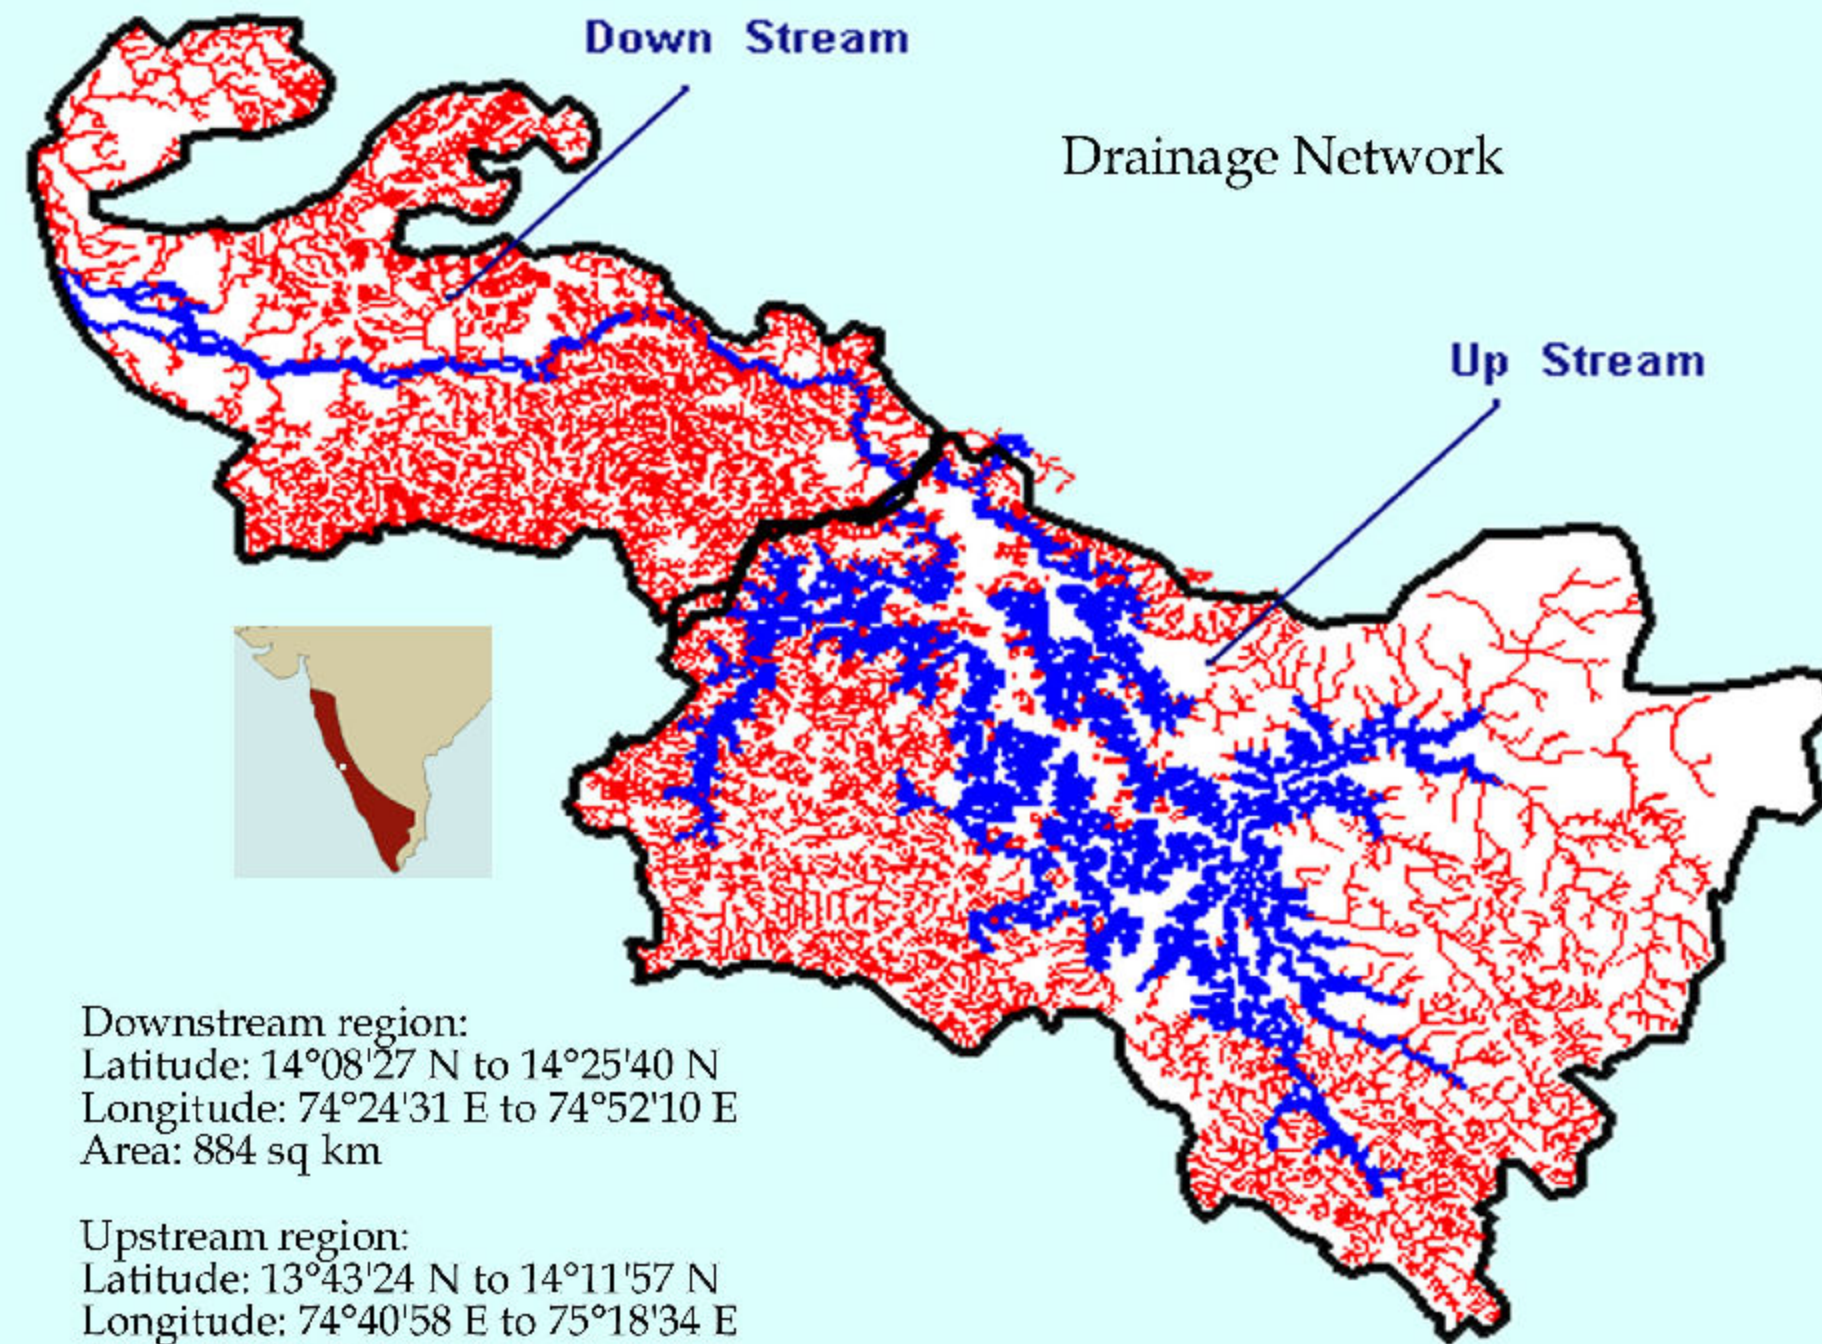 Down Stream
Drainage Network
Up Stream
Downstream region:
Latitude: 14°08'27 N to 14°25'40 N
Longitude: 74°24'31 E to 74°52'10 E
Area: 884 sq km
Upstream region:
Latitude: 13°43'24 N to 14°11'57 N
Longitude: 74°40'58 E to 75°18'34 E